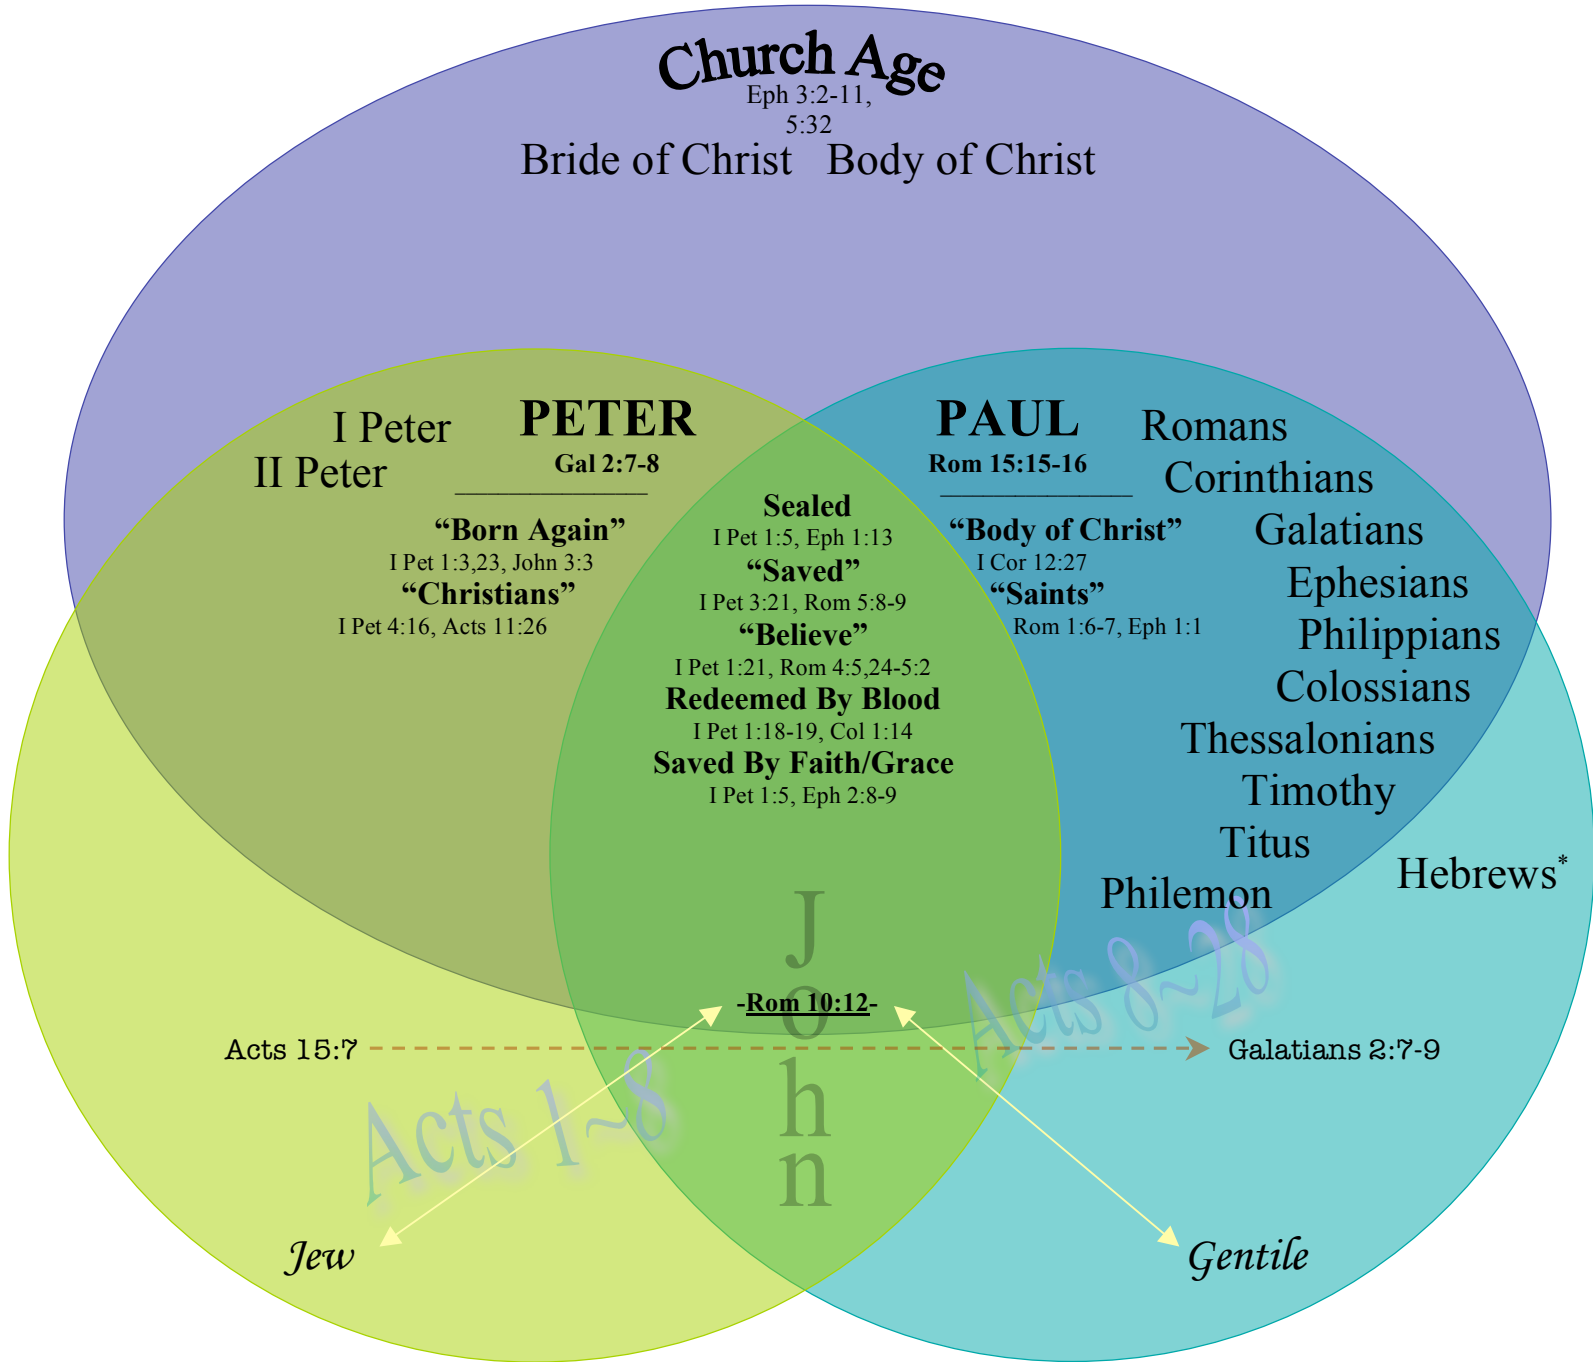 Church Age
Eph 3:2-11,
5:32
Bride of Christ Body of Christ
I Peter
II Peter
PETER
Gal 2:7-8
“Born Again”
I Pet 1:3,23, John 3:3
“Christians”
I Pet 4:16, Acts 11:26
Sealed
I Pet 1:5, Eph 1:13
“Saved”
I Pet 3:21, Rom 5:8-9
“Believe”
I Pet 1:21, Rom 4:5,24-5:2
Redeemed By Blood
I Pet 1:18-19, Col 1:14
Saved By Faith/Grace
I Pet 1:5, Eph 2:8-9
PAUL
Rom 15:15-16
“Body of Christ”
I Cor 12:27
“Saints”
Rom 1:6-7, Eph 1:1
Romans
Corinthians
Galatians
Ephesians
Philippians
Colossians
Thessalonians
Timothy
Titus
Philemon
Hebrews*
John
-Rom 10:12-
Acts 8~28
Acts 15:7
Galatians 2:7-9
Acts 1~8
Jew
Gentile